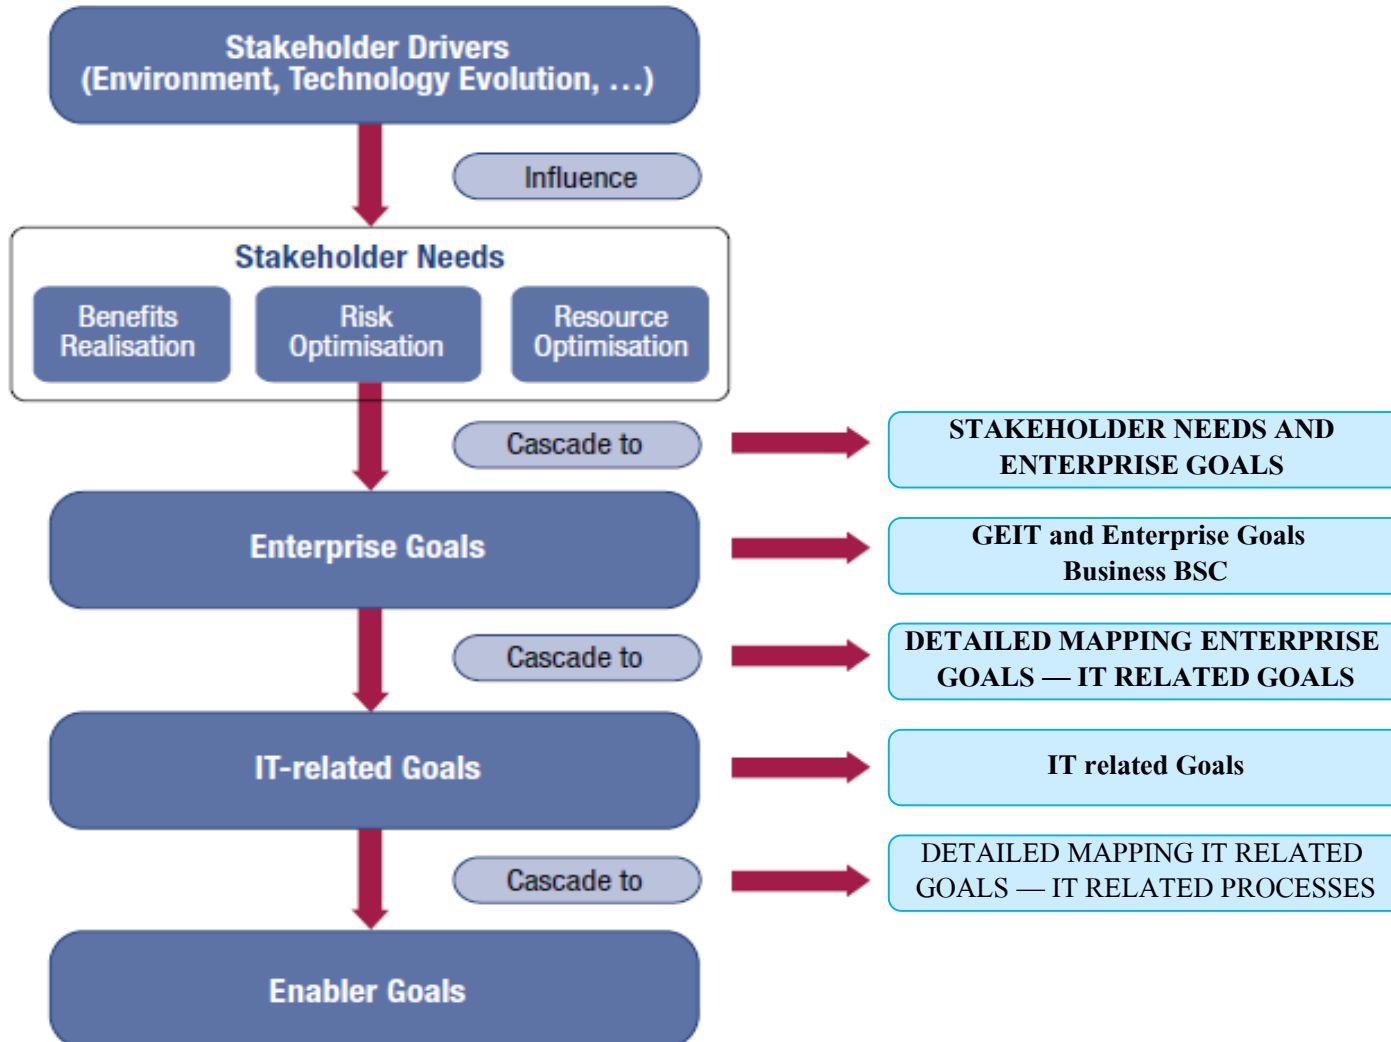 Stakeholder Drivers
(Environment, Technology Evolution, …)
Influence
Stakeholder Needs
Benefits
Realisation
Risk
Optimisation
Resource
Optimisation
Cascade to
STAKEHOLDER NEEDS AND
ENTERPRISE GOALS
Enterprise Goals
GEIT and Enterprise Goals
Business BSC
Cascade to
DETAILED MAPPING ENTERPRISE
GOALS — IT RELATED GOALS
IT-related Goals
IT related Goals
Cascade to
DETAILED MAPPING IT RELATED
GOALS — IT RELATED PROCESSES
Enabler Goals